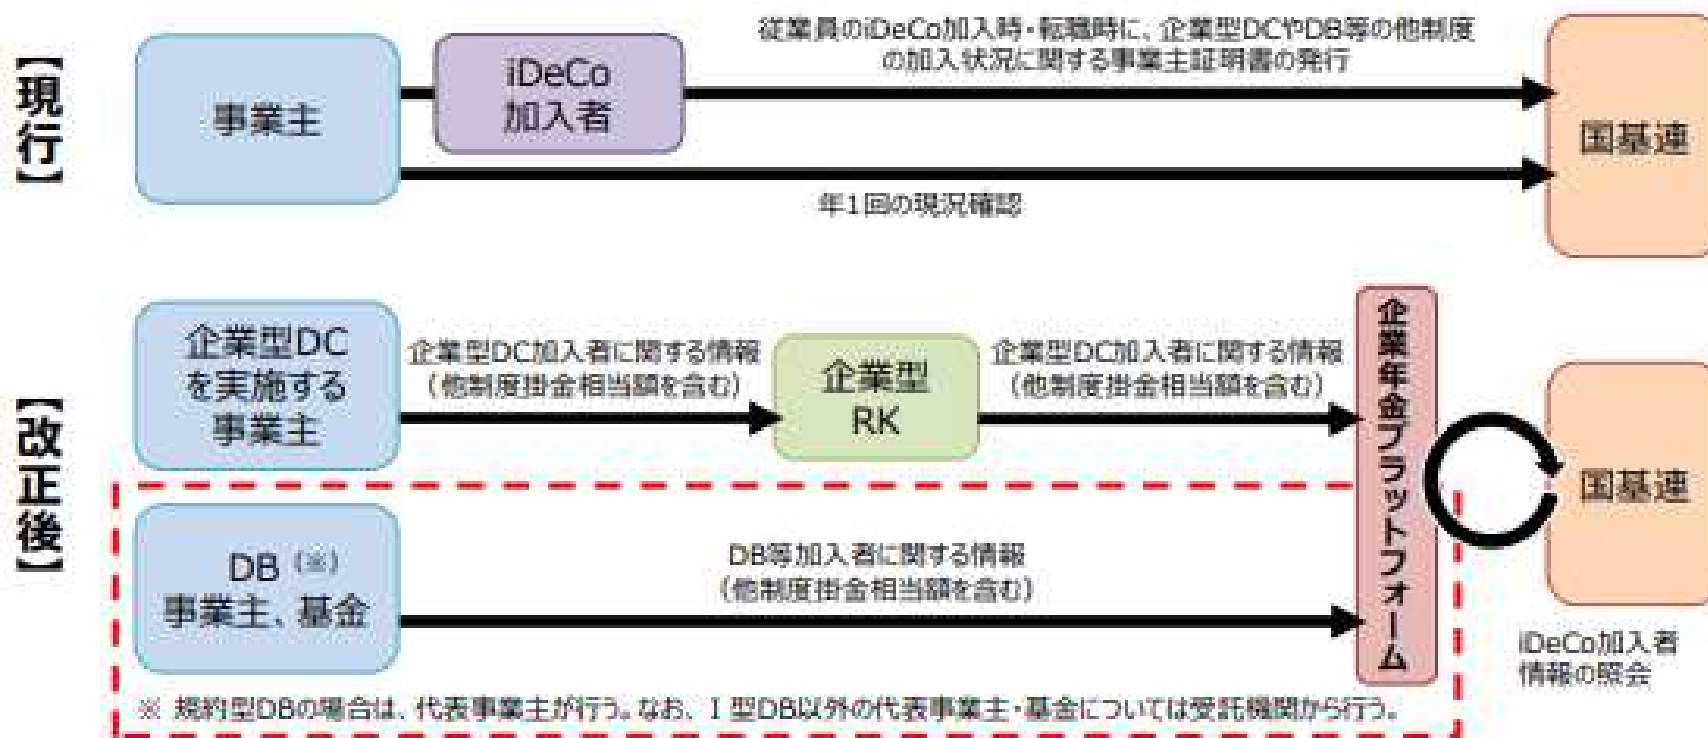 【現行】
事業主
iDeCo
加入者
従業員のiDeCo加入時・転職時に、企業型DCやDB等の他制度
の加入状況に関する事業主証明書の発行
年1回の現況確認
国基連
【改正後】
企業型DC
を実施する
事業主
企業型DC加入者に関する情報
（他制度掛金相当額を含む）
企業型
RK
企業型DC加入者に関する情報
（他制度掛金相当額を含む）
企業年金プラットフォーム
国基連
DB（※）
事業主、基金
DB等加入者に関する情報
（他制度掛金相当額を含む）
iDeCo加入者
情報の照会
※ 規約型DBの場合は、代表事業主が行う。なお、Ⅰ型DB以外の代表事業主・基金については受託機関から行う。